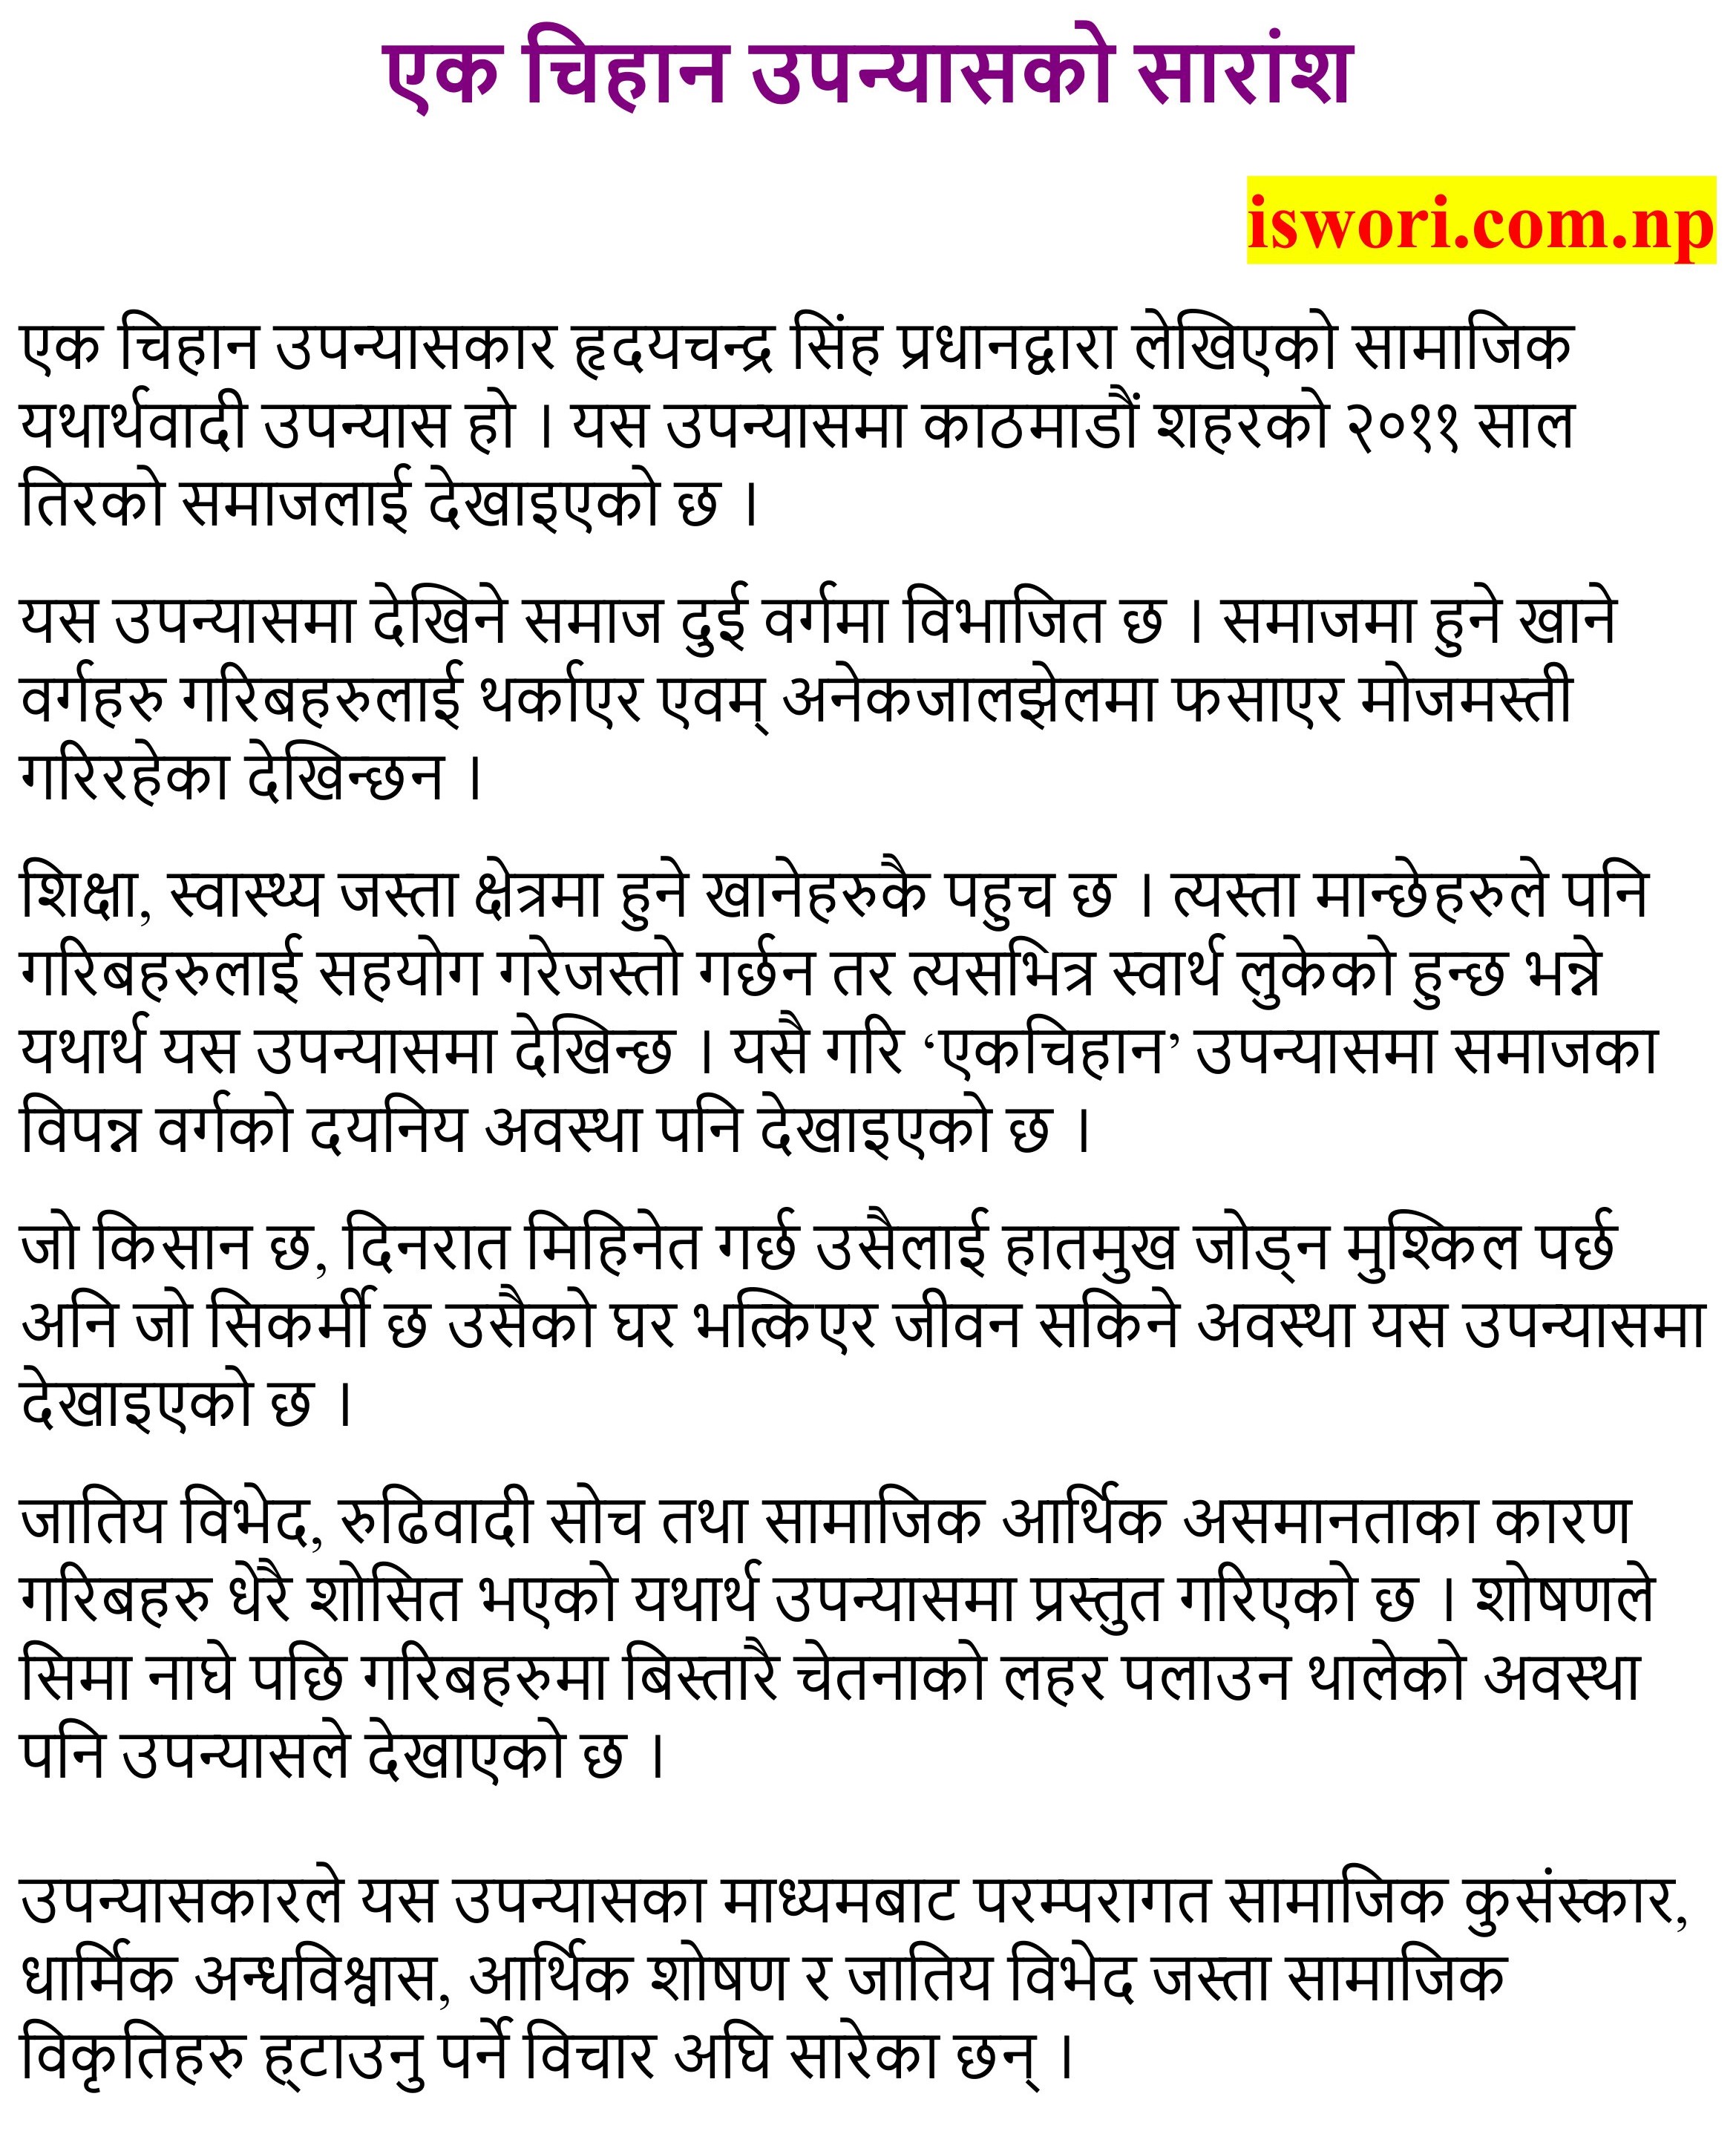 एक चिहान उपन्यासको सारांश
iswori.com.np
एक चिहान उपन्यासकार हृदयचन्द्र सिंह प्रधानद्वारा लेखिएको सामाजिक
यथार्थवादी उपन्यास हो । यस उपन्यासमा काठमाडौं शहरको २०११ साल
तिरको समाजलाई देखाइएको छ ।
यस उपन्यासमा देखिने समाज दुई वर्गमा विभाजित छ । समाजमा हुने खाने
वर्गहरु गरिबहरुलाई थर्काएर एवम् अनेकजालझेलमा फसाएर मोजमस्ती
गरिरहेका देखिन्छन ।
शिक्षा, स्वास्थ्य जस्ता क्षेत्रमा हुने खानेहरुकै पहुच छ । त्यस्ता मान्छेहरुले पनि
गरिबहरुलाई सहयोग गरेजस्तो गर्छन तर त्यसभित्र स्वार्थ लुकेको हुन्छ भन्ने
यथार्थ यस उपन्यासमा देखिन्छ । यसै गरि ‘एकचिहान’ उपन्यासमा समाजका
विपन्न वर्गको दयनिय अवस्था पनि देखाइएको छ ।
जो किसान छ, दिनरात मिहिनेत गर्छ उसैलाई हातमुख जोड्न मुश्किल पर्छ
अनि जो सिकर्मी छ उसैको घर भत्किएर जीवन सकिने अवस्था यस उपन्यासमा
देखाइएको छ ।
जातिय विभेद, रुढिवादी सोच तथा सामाजिक आर्थिक असमानताका कारण
गरिबहरु धेरै शोसित भएको यथार्थ उपन्यासमा प्रस्तुत गरिएको छ । शोषणले
सिमा नाघे पछि गरिबहरुमा बिस्तारै चेतनाको लहर पलाउन थालेको अवस्था
पनि उपन्यासले देखाएको छ ।
उपन्यासकारले यस उपन्यासका माध्यमबाट परम्परागत सामाजिक कुसंस्कार,
धार्मिक अन्धविश्वास, आर्थिक शोषण र जातिय विभेद जस्ता सामाजिक
विकृतिहरु ह्टाउनु पर्ने विचार अघि सारेका छन् ।